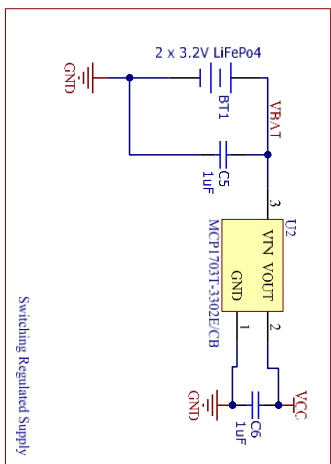 2 x 3.2V LiFePo4
GND
BT1
VBAT
C5
1uF
3
U2
MCP1703T-3302E/CB
VIN VOUT
GND
1
2
VCC
C6
1uF
GND
Switching Regulated Supply